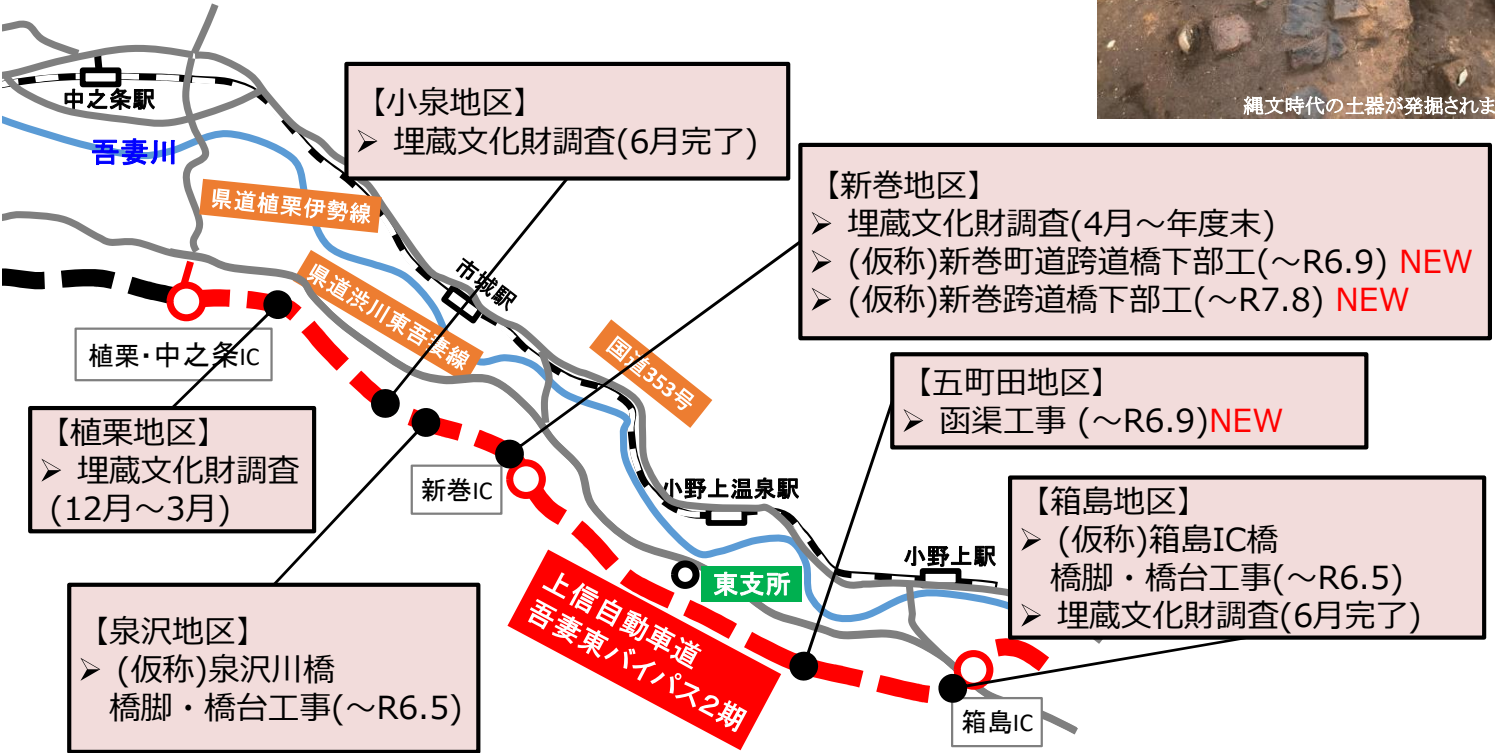 縄文時代の土器が発掘されま
中之条駅
吾妻川
【小泉地区】
➢ 埋蔵文化財調査(6月完了)
【新巻地区】
➢ 埋蔵文化財調査(4月～年度末)
➢ (仮称)新巻町道跨道橋下部工(～R6.9) NEW
➢ (仮称)新巻跨道橋下部工(～R7.8) NEW
県道植栗伊勢線
市城駅
県道渋川東吾妻線
国道353号
植栗・中之条IC
【五町田地区】
➢ 函渠工事 (～R6.9)NEW
【植栗地区】
➢ 埋蔵文化財調査
(12月～3月)
新巻IC
小野上温泉駅
【箱島地区】
➢ (仮称)箱島IC橋
橋脚・橋台工事(～R6.5)
➢ 埋蔵文化財調査(6月完了)
小野上駅
東支所
上信自動車道
吾妻東バイパス2期
【泉沢地区】
➢ (仮称)泉沢川橋
橋脚・橋台工事(～R6.5)
箱島IC